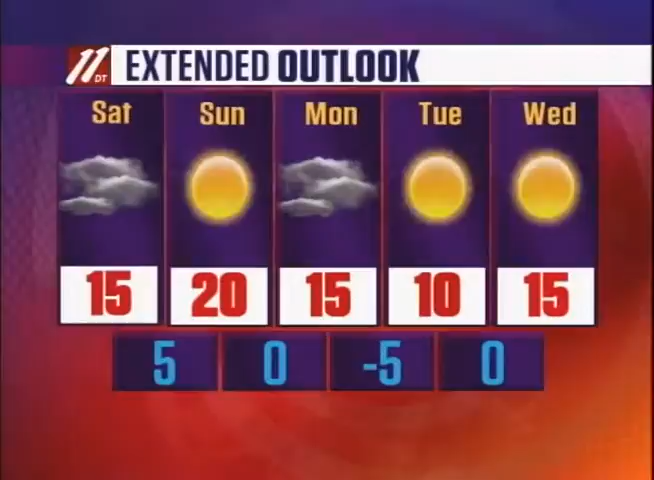 11 DT EXTENDED OUTLOOK
Sat Sun Mon Tue Wed
15 20 15 10 15
5 0 -5 0